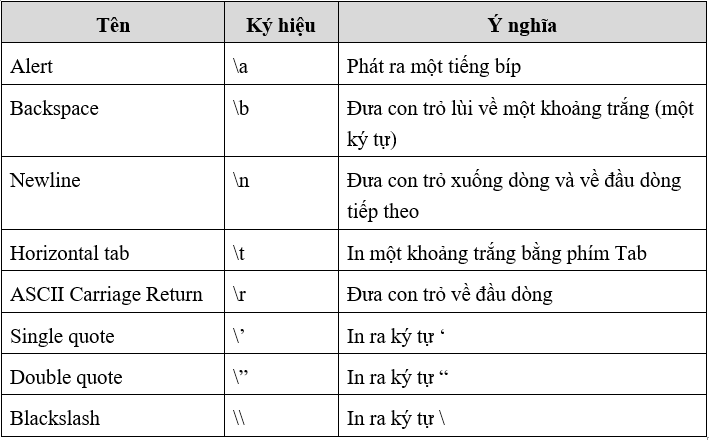 Tên Ký hiệu Ý nghĩa
Alert \a Phát ra một tiếng bíp
Backspace \b Đưa con trỏ lùi về một khoảng trắng (một
ký tự)
Newline \n Đưa con trỏ xuống dòng và về đầu dòng
tiếp theo
Horizontal tab \t In một khoảng trắng bằng phím Tab
ASCII Carriage Return \r Đưa con trỏ về đầu dòng
Single quote \’ In ra ký tự ‘
Double quote \” In ra ký tự “
Blackslash \\ In ra ký tự \